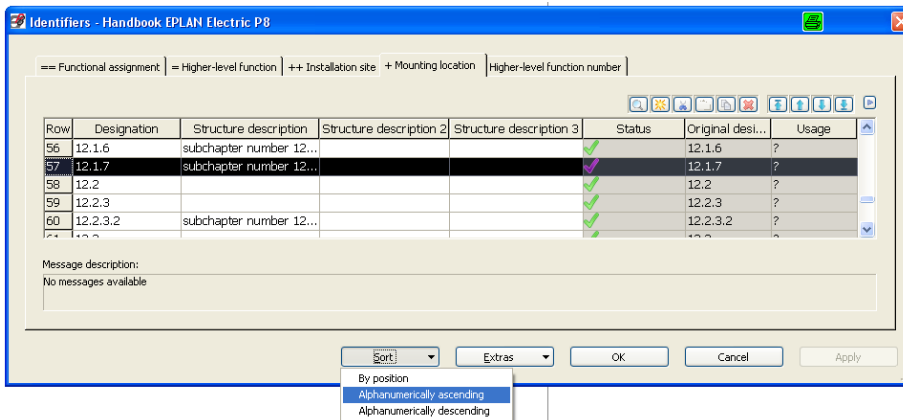 Identifiers - Handbook EPLAN Electric P8
== Functional assignment = Higher-level function ++ Installation site + Mounting location Higher-level function number
Row Designation Structure description Structure description 2 Structure description 3 Status Original desi... Usage
56 12.1.6 subchapter number 12... 12.1.6 ?
57 12.1.7 subchapter number 12... 12.1.7 ?
58 12.2 12.2 ?
59 12.2.3 12.2.3 ?
60 12.2.3.2 subchapter number 12... 12.2.3.2 ?
Message description:
No messages available
Sort Extras OK Cancel Apply
By position
Alphanumerically ascending
Alphanumerically descending